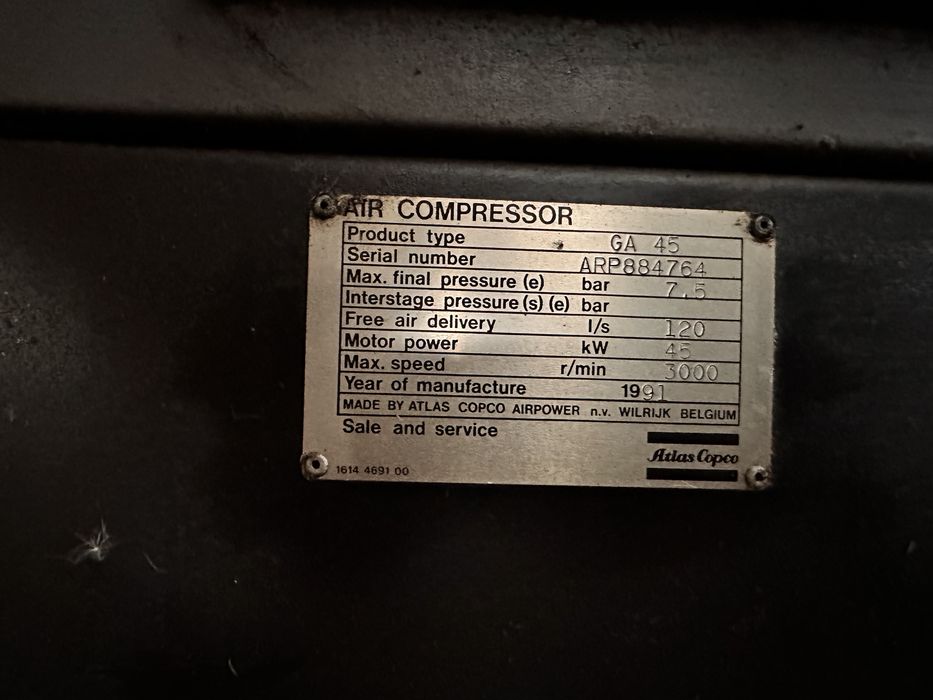 AIR COMPRESSOR
Product type GA 45
Serial number ARP884764
Max. final pressure (e) bar 7.5
Interstage pressure (s) (e) bar
Free air delivery l/s 120
Motor power kW 45
Max. speed r/min 3000
Year of manufacture 1991
MADE BY ATLAS COPCO AIRPOWER n.v. WILRIJK BELGIUM
Sale and service
Atlas Copco
1614 4691 00